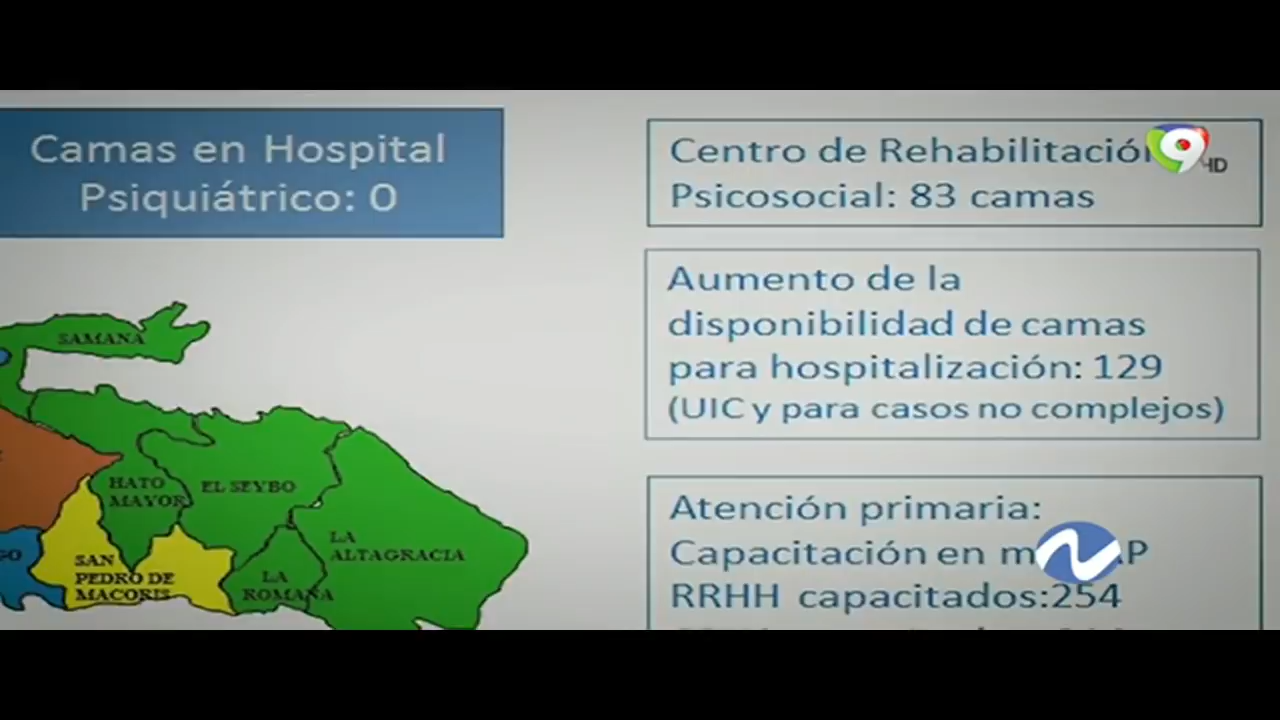 Camas en Hospital
Psiquiátrico: 0
Centro de Rehabilitación
Psicosocial: 83 camas
9
HD
Aumento de la
disponibilidad de camas
para hospitalización: 129
(UIC y para casos no complejos)
Atención primaria:
Capacitación en
RRHH capacitados:254
SAMANA
HATO
MAYOR
EL SEYBO
LA
ALTAGRACIA
SAN
PEDRO DE
MACORIS
LA
ROMANA